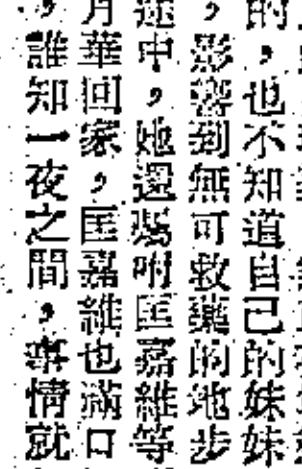 的，也不知道自己的妹妹
，影響到無可救藥的地步
途中，她還囑咐匡嘉維等
月華回家，匡嘉維也滿口
，誰知一夜之間，事情就